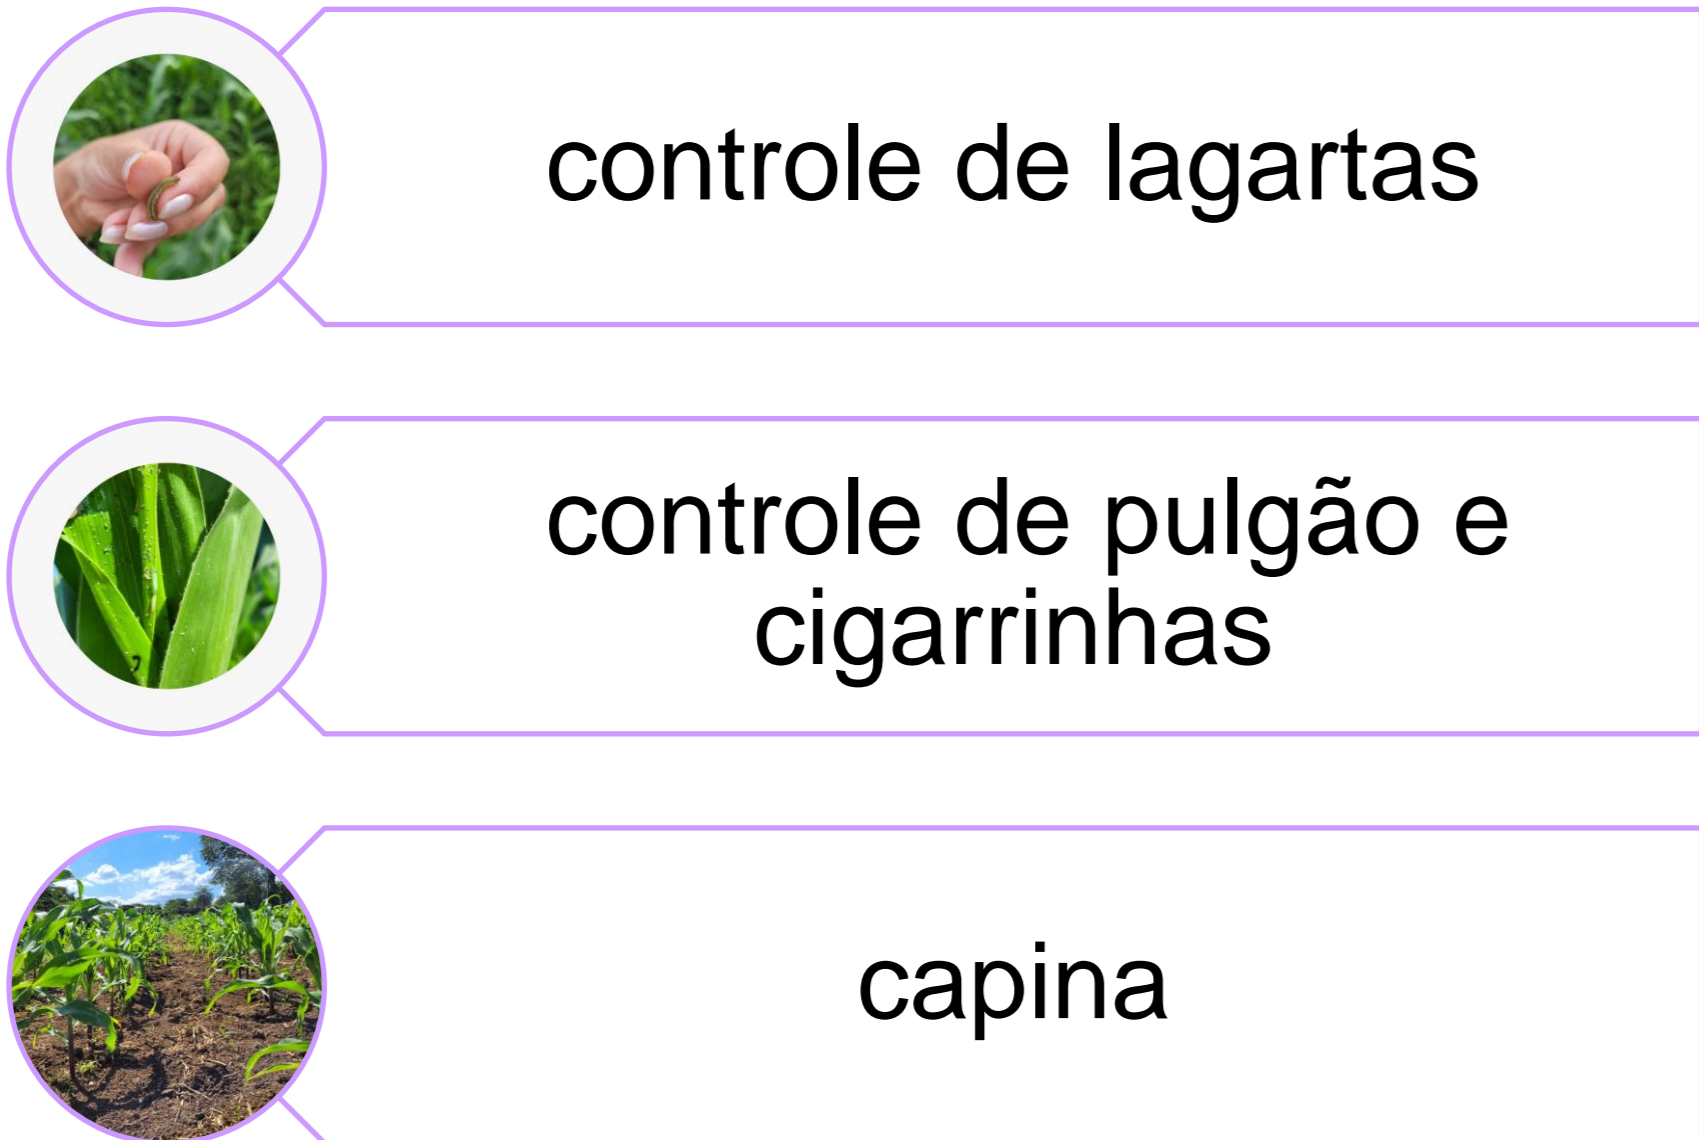 controle de lagartas
controle de pulgão e
cigarrinhas
capina